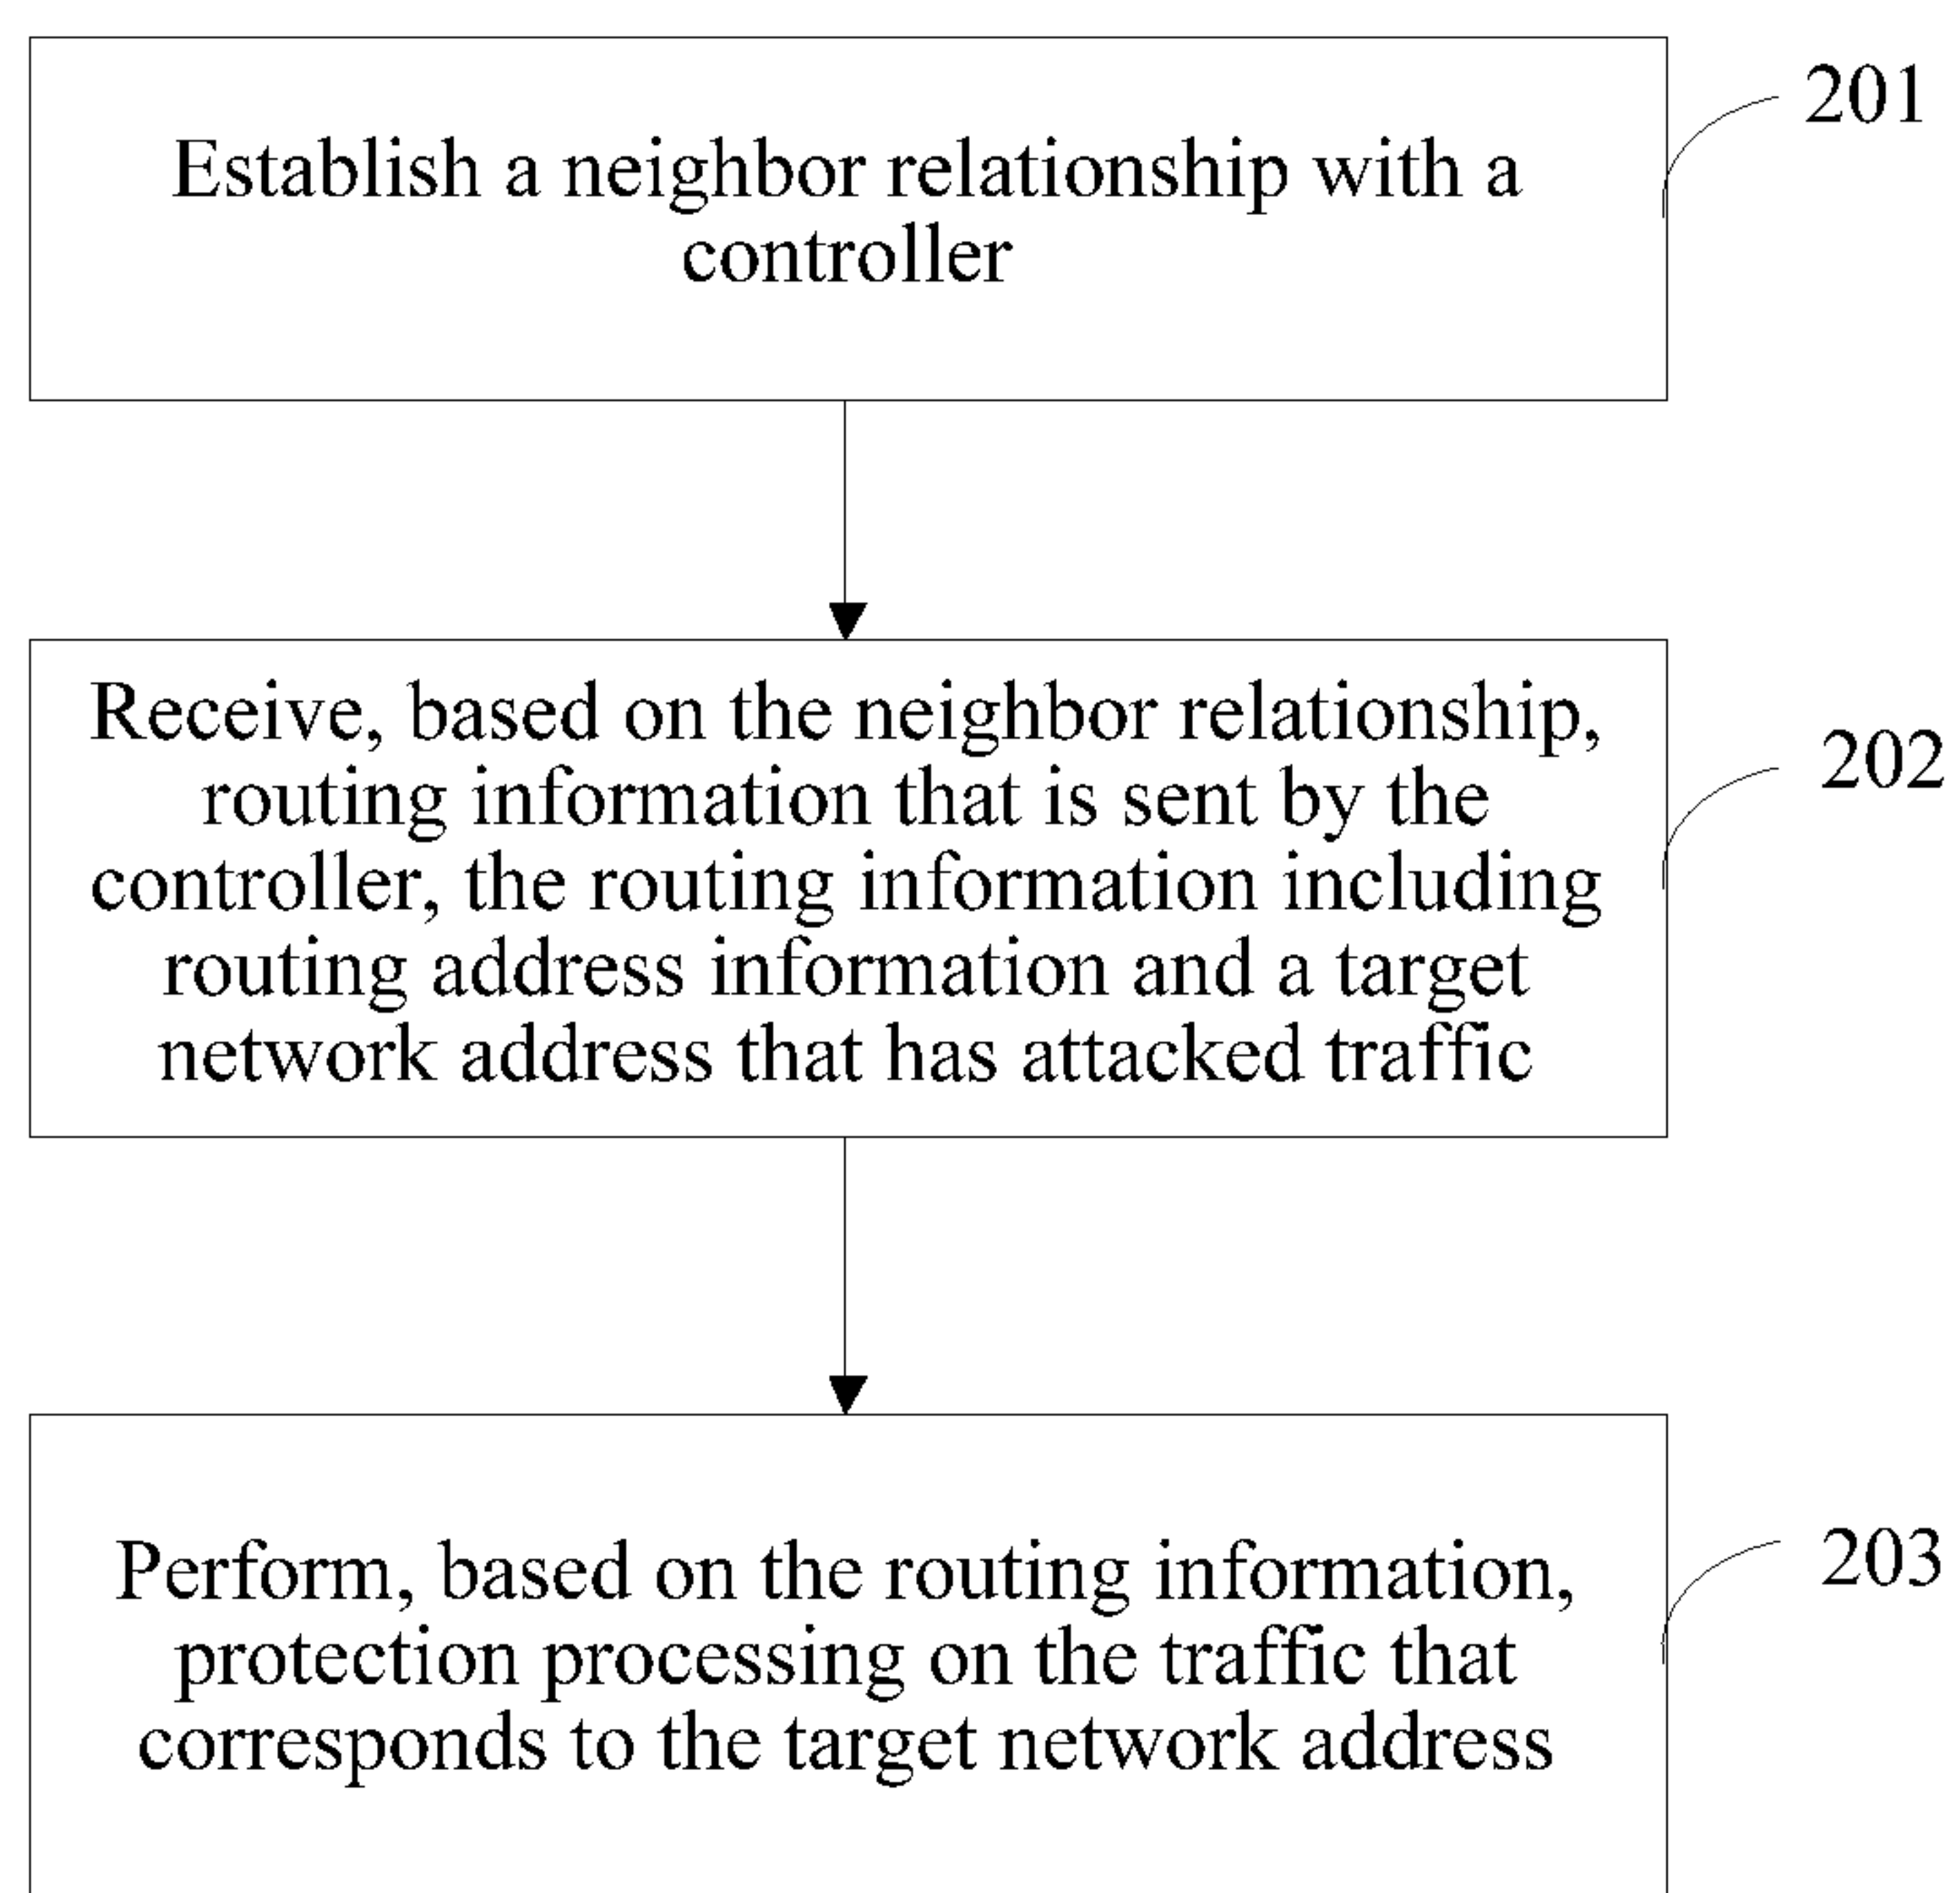 Establish a neighbor relationship with a
controller
201
Receive, based on the neighbor relationship,
routing information that is sent by the
controller, the routing information including
routing address information and a target
network address that has attacked traffic
202
Perform, based on the routing information,
protection processing on the traffic that
corresponds to the target network address
203